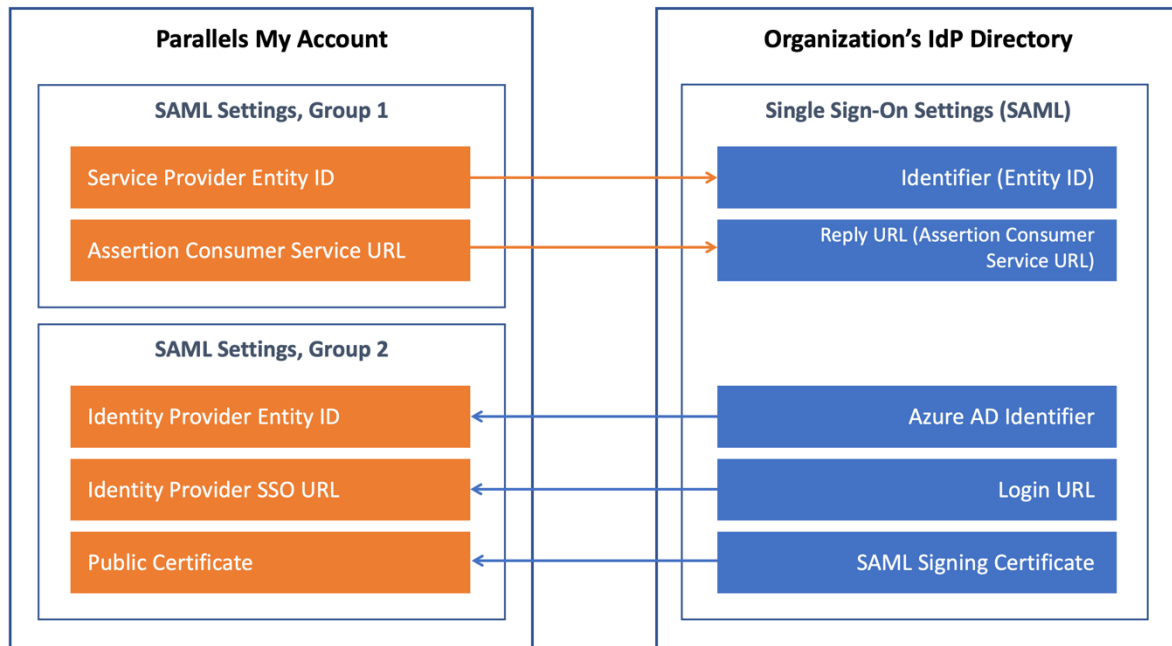 Parallels My Account
SAML Settings, Group 1
Service Provider Entity ID
Assertion Consumer Service URL
SAML Settings, Group 2
Identity Provider Entity ID
Identity Provider SSO URL
Public Certificate
Organization’s IdP Directory
Single Sign-On Settings (SAML)
Identifier (Entity ID)
Reply URL (Assertion Consumer
Service URL)
Azure AD Identifier
Login URL
SAML Signing Certificate